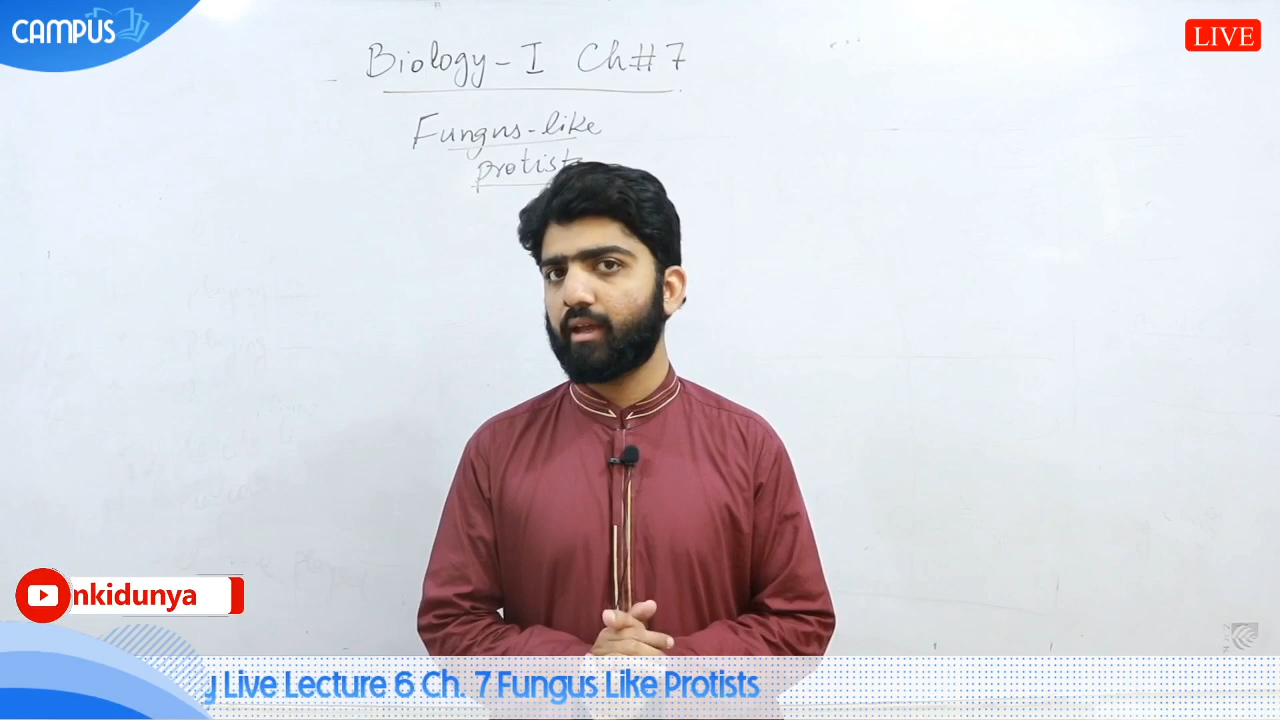 CAMPUS
LIVE
Biology-I Ch#7
Fungus-like
protists
nkidunya
g Live Lecture 6 Ch. 7 Fungus Like Protists